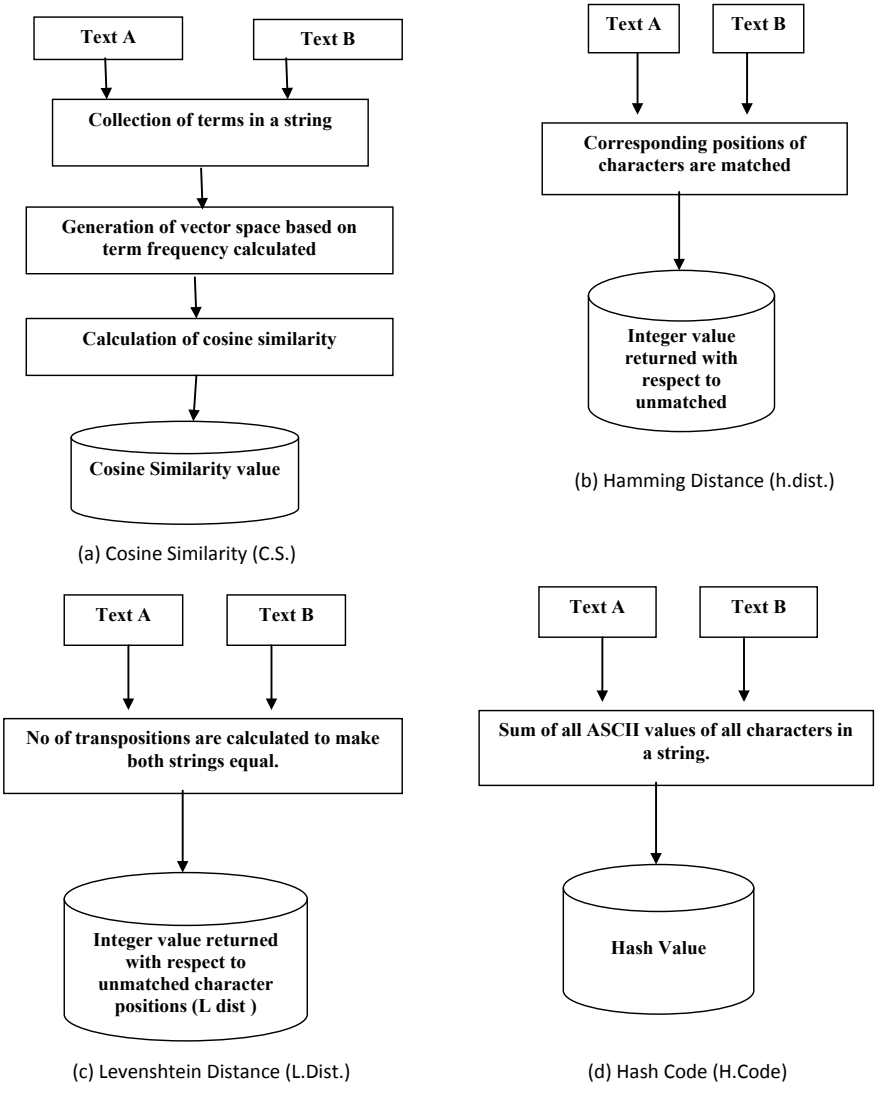 Text A
Text B
Collection of terms in a string
Generation of vector space based on
term frequency calculated
Calculation of cosine similarity
Cosine Similarity value
(a) Cosine Similarity (C.S.)
Text A
Text B
Corresponding positions of
characters are matched
Integer value
returned with
respect to
unmatched
(b) Hamming Distance (h.dist.)
Text A
Text B
No of transpositions are calculated to make
both strings equal.
Integer value returned
with respect to
unmatched character
positions (L dist )
(c) Levenshtein Distance (L.Dist.)
Text A
Text B
Sum of all ASCII values of all characters in
a string.
Hash Value
(d) Hash Code (H.Code)